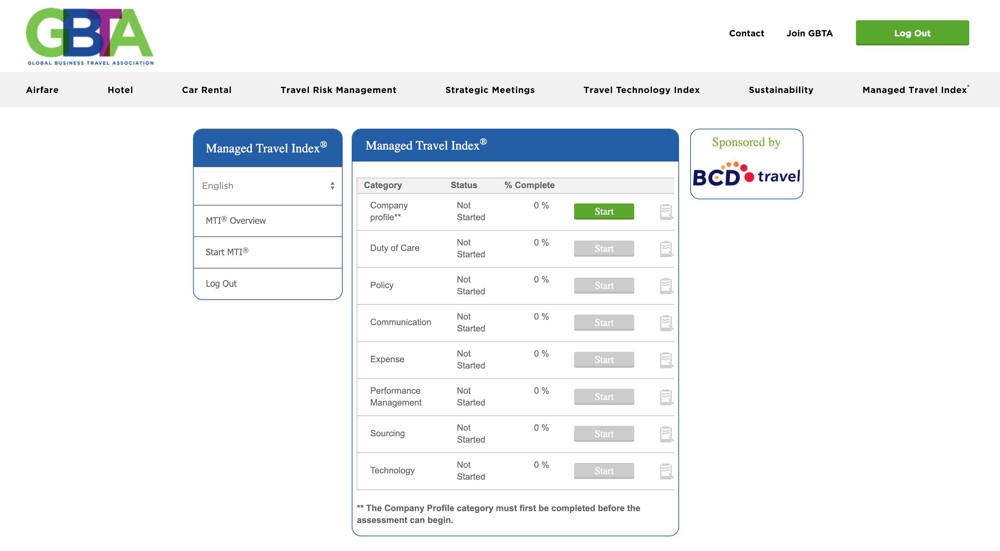 GBTA
GLOBAL BUSINESS TRAVEL ASSOCIATION
Contact
Join GBTA
Log Out
Airfare
Hotel
Car Rental
Travel Risk Management
Strategic Meetings
Travel Technology Index
Sustainability
Managed Travel Index®
Managed Travel Index®
English
MTI® Overview
Start MTI®
Log Out
Managed Travel Index®
Category Status % Complete
Company
profile**
Not
Started
0 %
Start
Duty of Care
Not
Started
0 %
Start
Policy
Not
Started
0 %
Start
Communication
Not
Started
0 %
Start
Expense
Not
Started
0 %
Start
Performance
Management
Not
Started
0 %
Start
Sourcing
Not
Started
0 %
Start
Technology
Not
Started
0 %
Start
** The Company Profile category must first be completed before the
assessment can begin.
Sponsored by
BCD travel